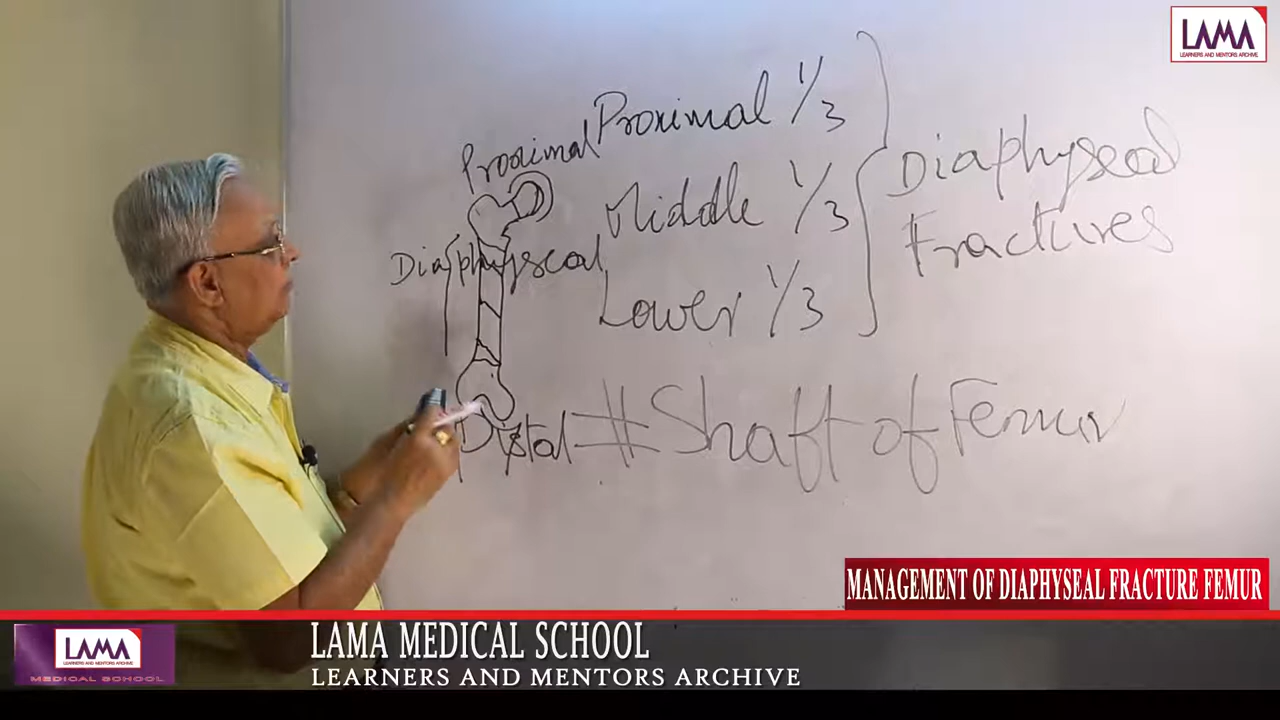 LAMA
LEARNERS AND MENTORS ARCHIVE
Proximal 1/3
Proximal
Middle 1/3
Diaphyseal
Fractures
Diaphyseal
Lower 1/3
Distal
# Shaft of Femur
MANAGEMENT OF DIAPHYSEAL FRACTURE FEMUR
LAMA
LEARNERS AND MENTORS ARCHIVE
MEDICAL SCHOOL
LAMA MEDICAL SCHOOL
LEARNERS AND MENTORS ARCHIVE